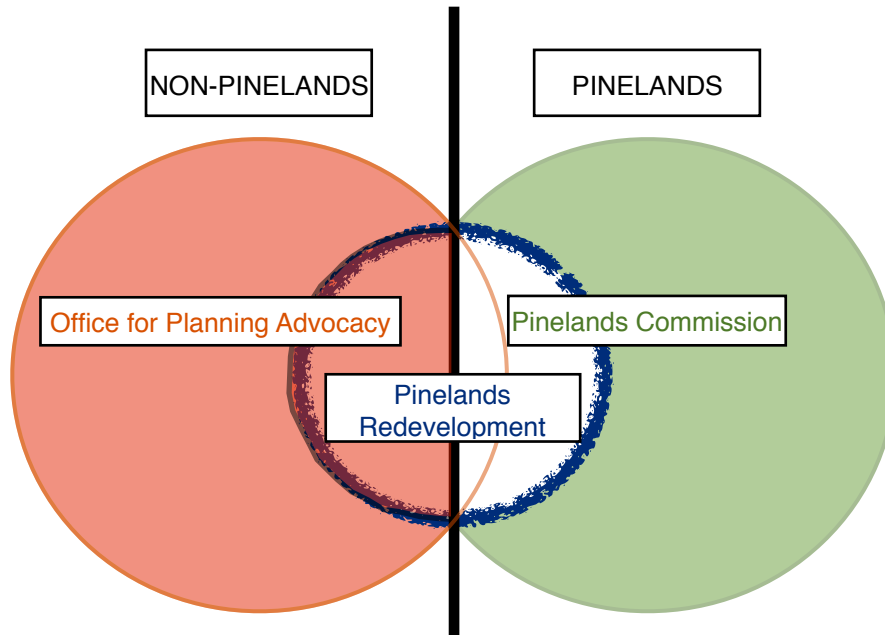 NON-PINELANDS
PINELANDS
Office for Planning Advocacy
Pinelands Commission
Pinelands
Redevelopment